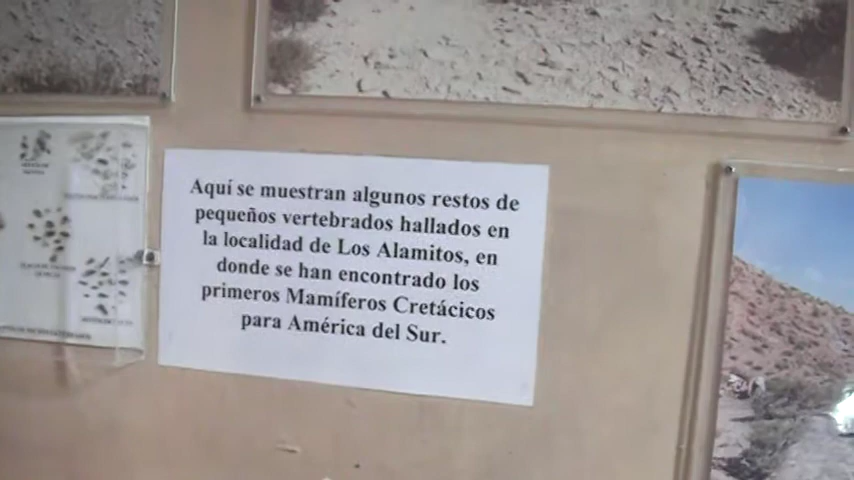 Aquí se muestran algunos restos de
pequeños vertebrados hallados en
la localidad de Los Alamitos, en
donde se han encontrado los
primeros Mamíferos Cretácicos
para América del Sur.